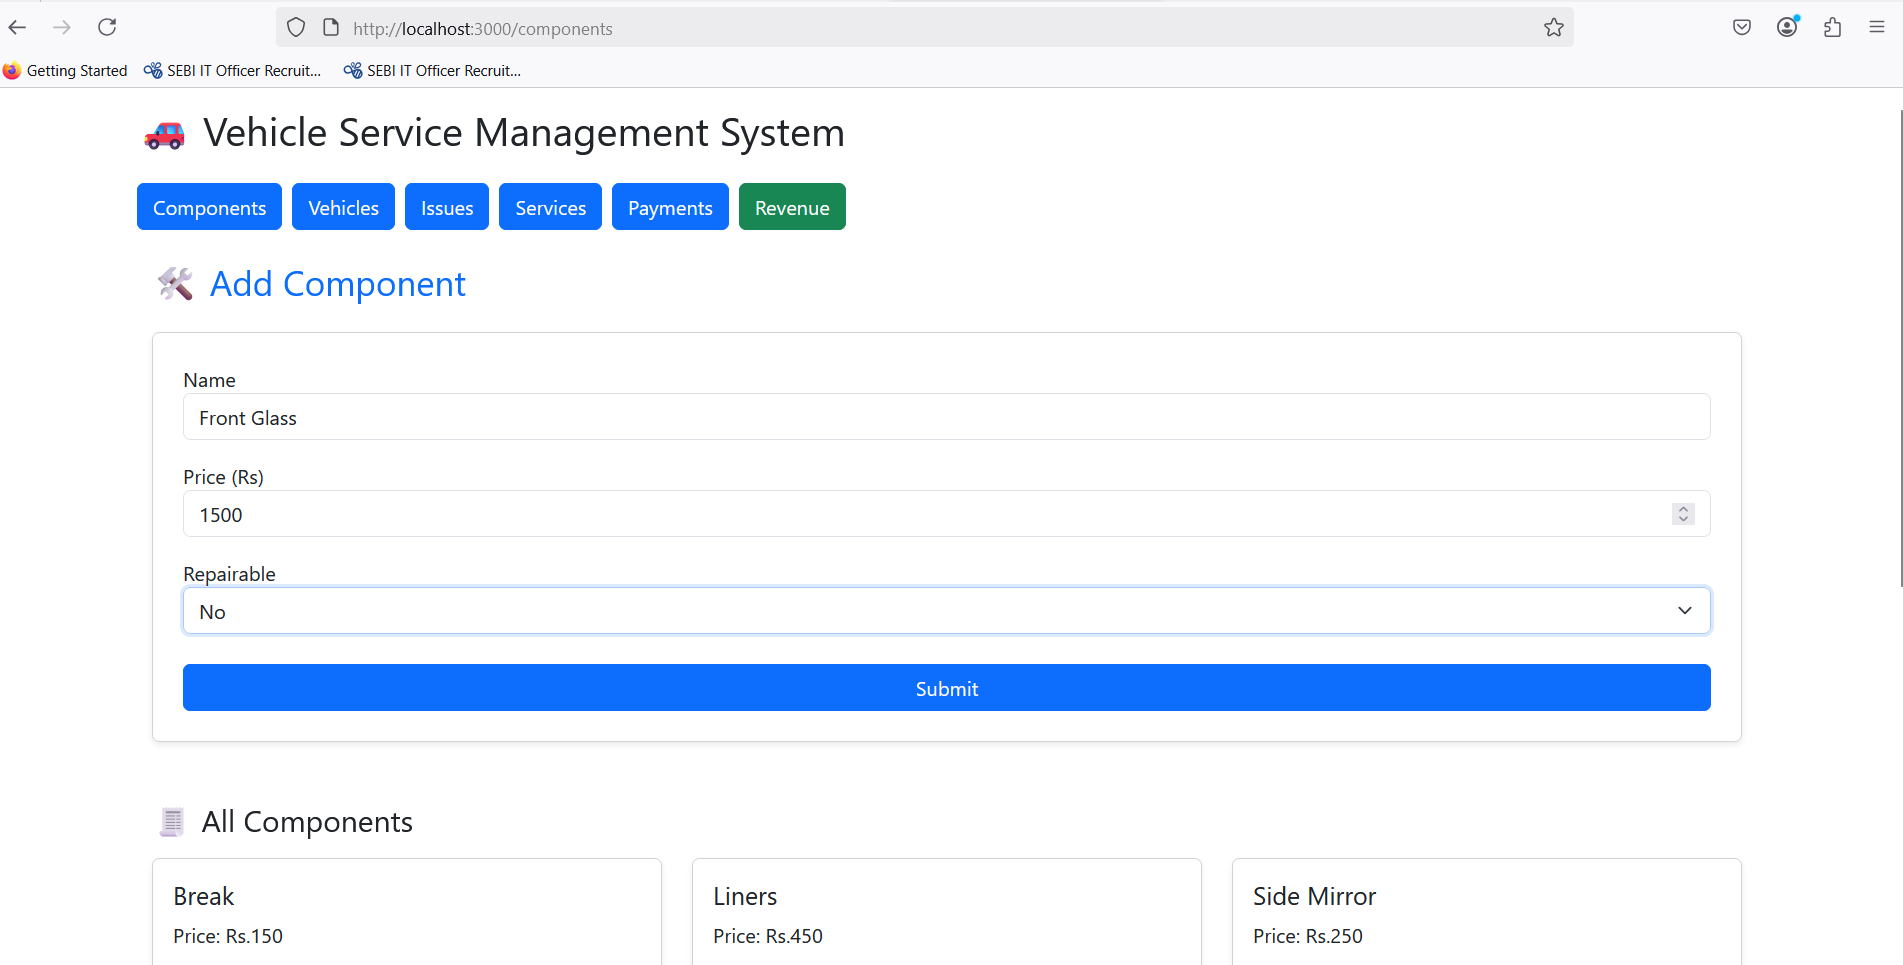 http://localhost:3000/components
Getting Started SEBI IT Officer Recruit... SEBI IT Officer Recruit...
Vehicle Service Management System
Components Vehicles Issues Services Payments Revenue
Add Component
Name
Front Glass
Price (Rs)
1500
Repairable
No
Submit
All Components
Break Liners Side Mirror
Price: Rs.150 Price: Rs.450 Price: Rs.250